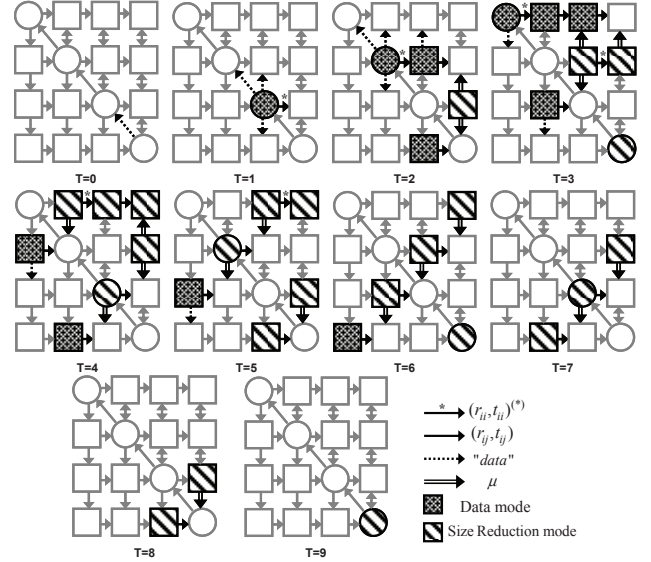 *
*
*
*
T=0
T=1
T=2
T=3
*
*
T=4
T=5
T=6
T=7
T=8
T=9
* (r_ii, t_ii)^(*)
(r_ij, t_ij)
"data"
μ
Data mode
Size Reduction mode